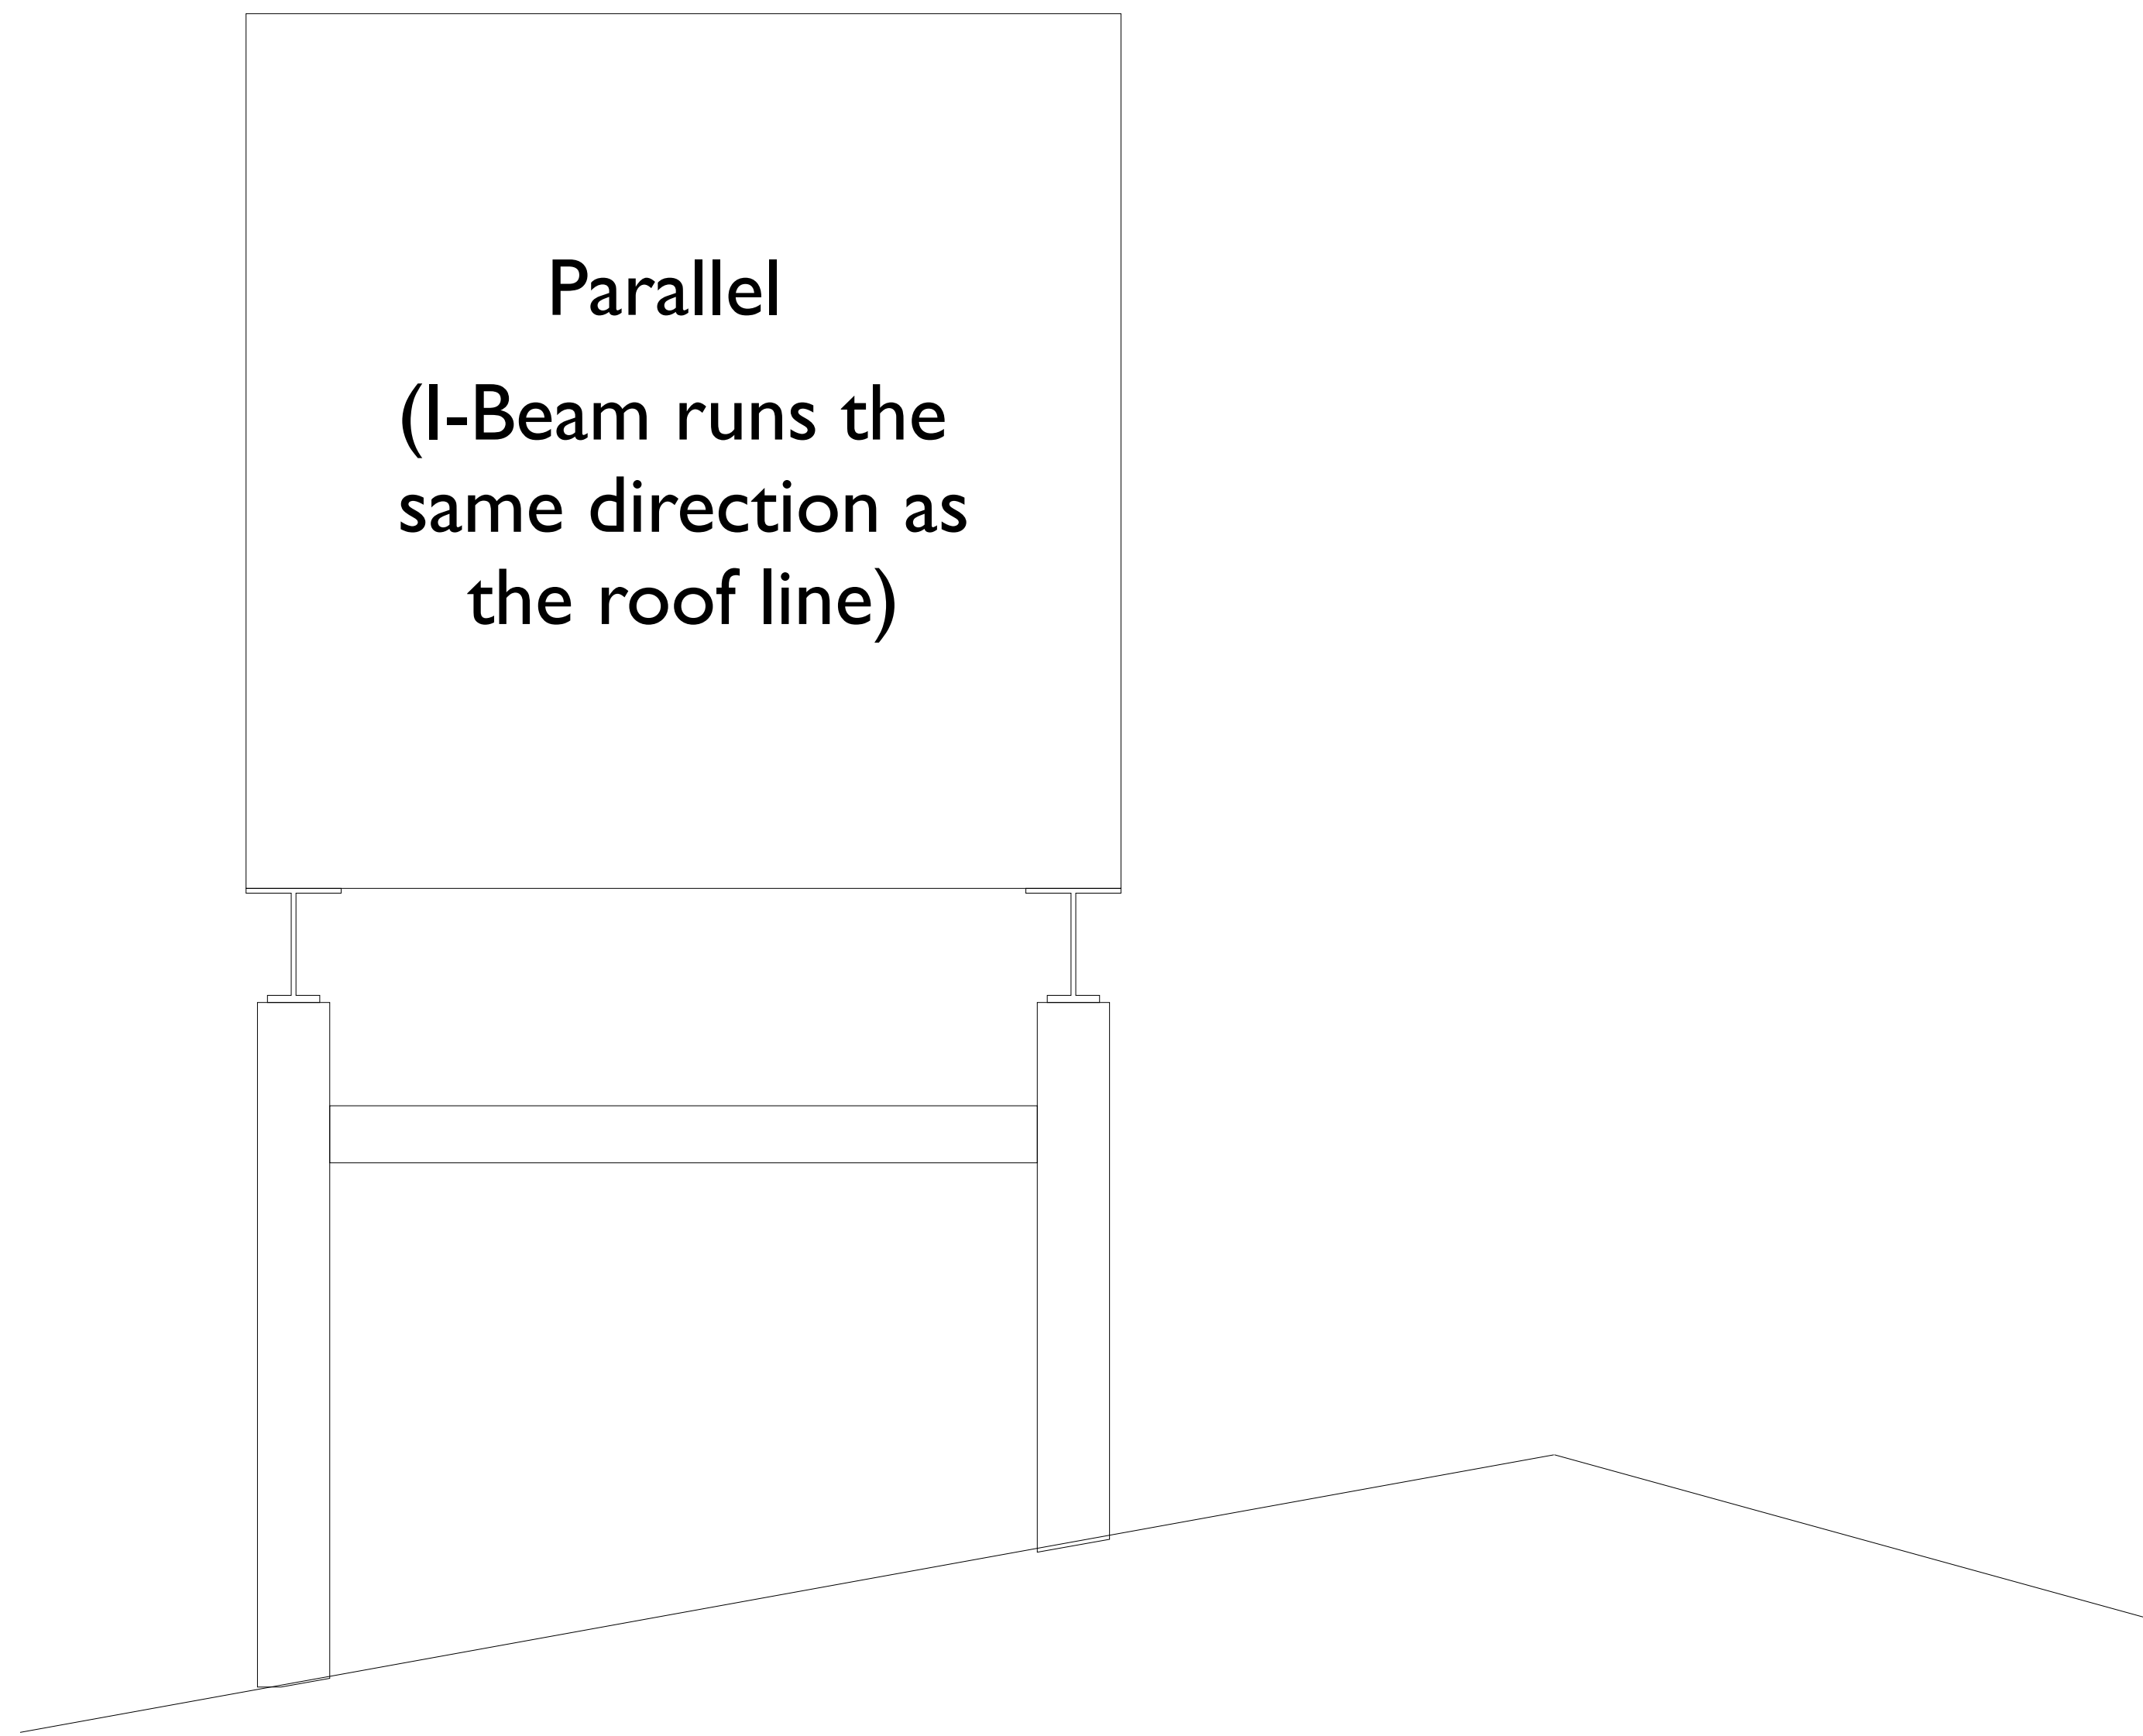 Parallel
(I-Beam runs the
same direction as
the roof line)